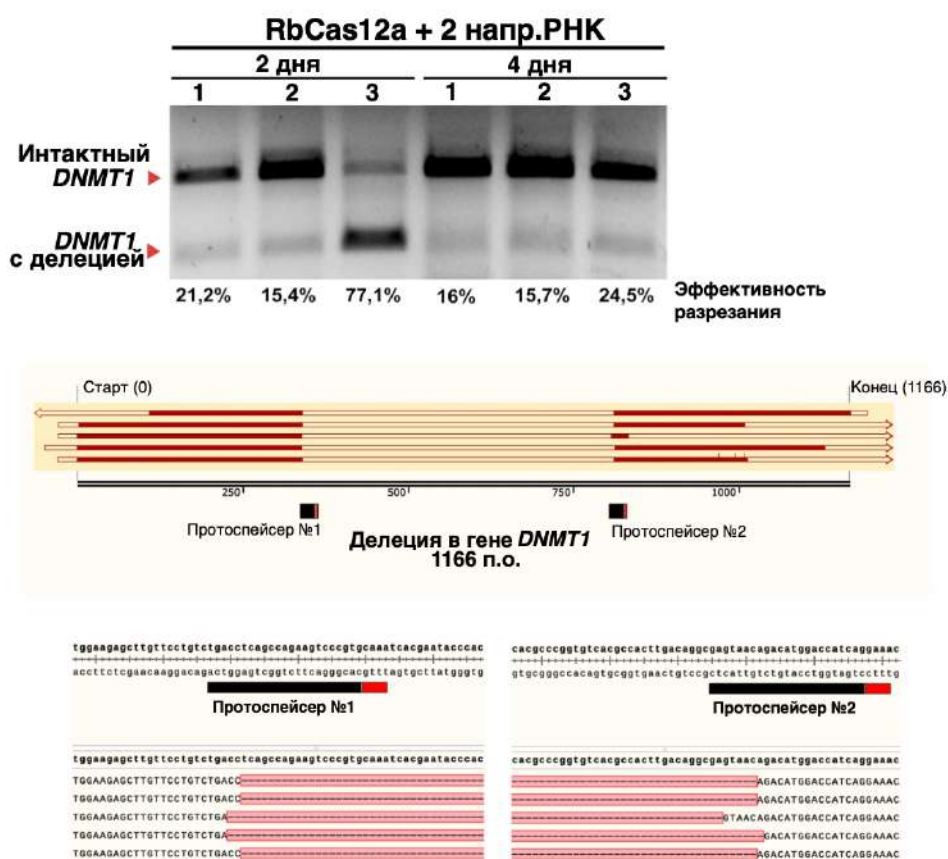 RbCas12a + 2 напр.РНК
2 дня 4 дня
1 2 3 1 2 3
Интактный
DNMT1
DNMT1
с делецией
21,2% 15,4% 77,1% 16% 15,7% 24,5%
Эффективность
разрезания
Старт (0) Конец (1166)
250 500 750 1000
Протоспейсер №1 Протоспейсер №2
Делеция в гене DNMT1
1166 п.о.
tggaagagcttgttcctgtctgacctcagccagaagtcccgtgcaaatcacgaatacccac cacgcccggtgtcacgccacttgacaggcgagtaacagacatggaccatcaggaaac
accttctcgaacaaggacagactggagtcggtcttcagggcacgtttagtgcttatgggtg gtgcgggccacagtgcggtgaactgtccgctcattgtctgtacctggtagtcctttg
Протоспейсер №1 Протоспейсер №2
tggaagagcttgttcctgtctgacctcagccagaagtcccgtgcaaatcacgaatacccac cacgcccggtgtcacgccacttgacaggcgagtaacagacatggaccatcaggaaac
TGGAAGAGCTTGTTCCTGTCTGACC AGACATGGACCATCAGGAAAC
TGGAAGAGCTTGTTCCTGTCTGACC AGACATGGACCATCAGGAAAC
TGGAAGAGCTTGTTCCTGTCTGA GTAACAGACATGGACCATCAGGAAAC
TGGAAGAGCTTGTTCCTGTCTGA GACATGGACCATCAGGAAAC
TGGAAGAGCTTGTTCCTGTCTGACC AGACATGGACCATCAGGAAAC